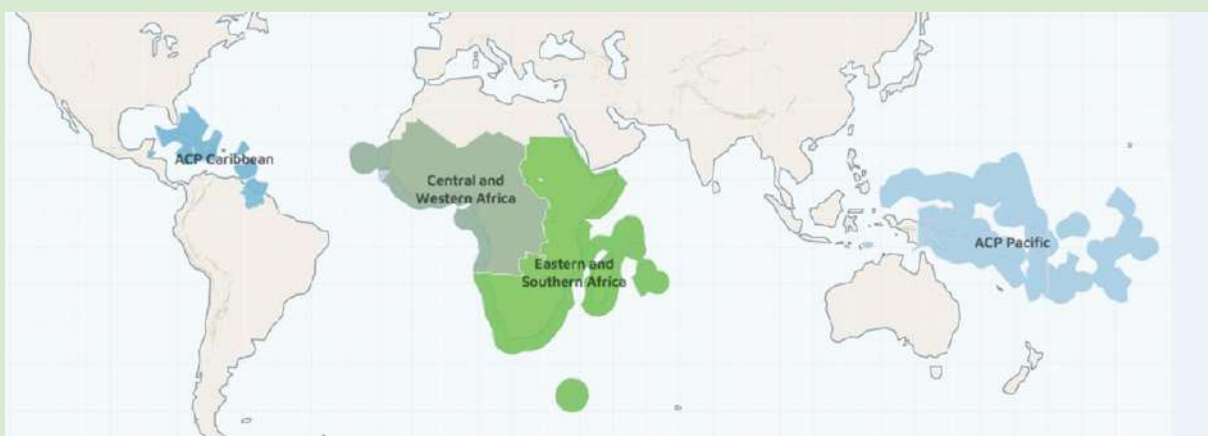 ACP Caribbean
Central and
Western Africa
Eastern and
Southern Africa
ACP Pacific